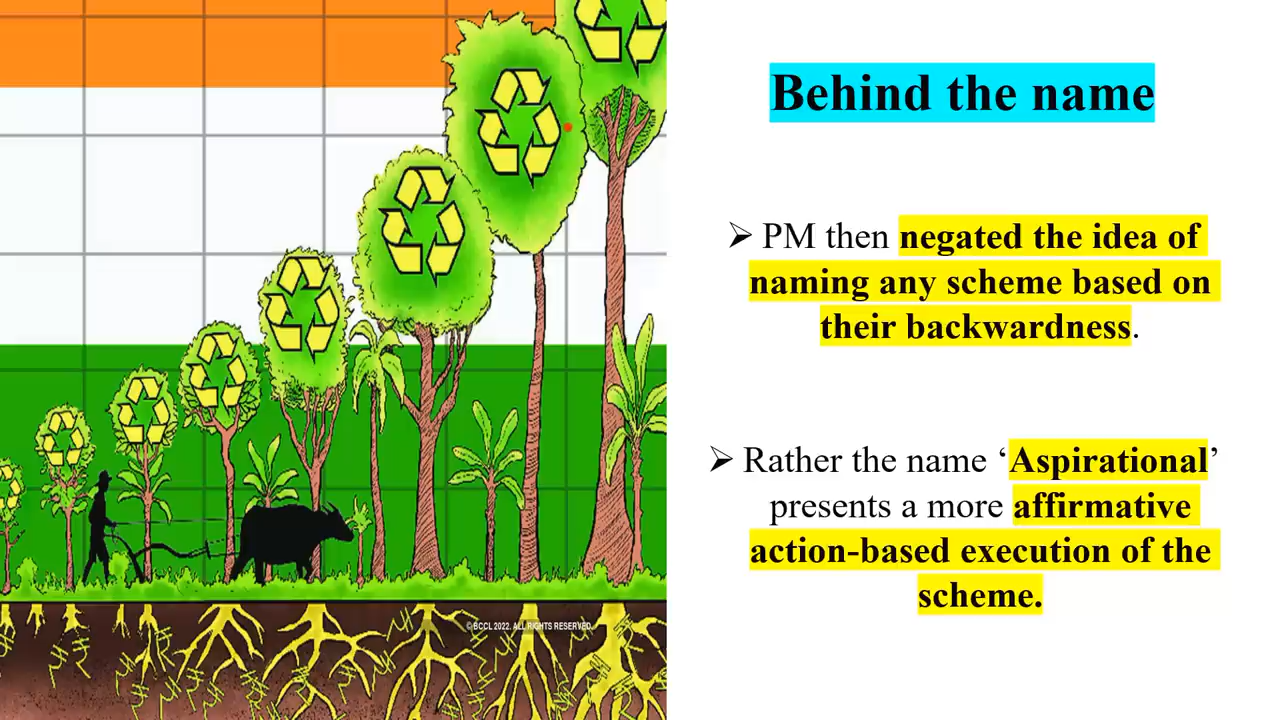 Behind the name
➢ PM then negated the idea of
naming any scheme based on
their backwardness.
➢ Rather the name ‘Aspirational’
presents a more affirmative
action-based execution of the
scheme.
© BCCL 2022. ALL RIGHTS RESERVED.